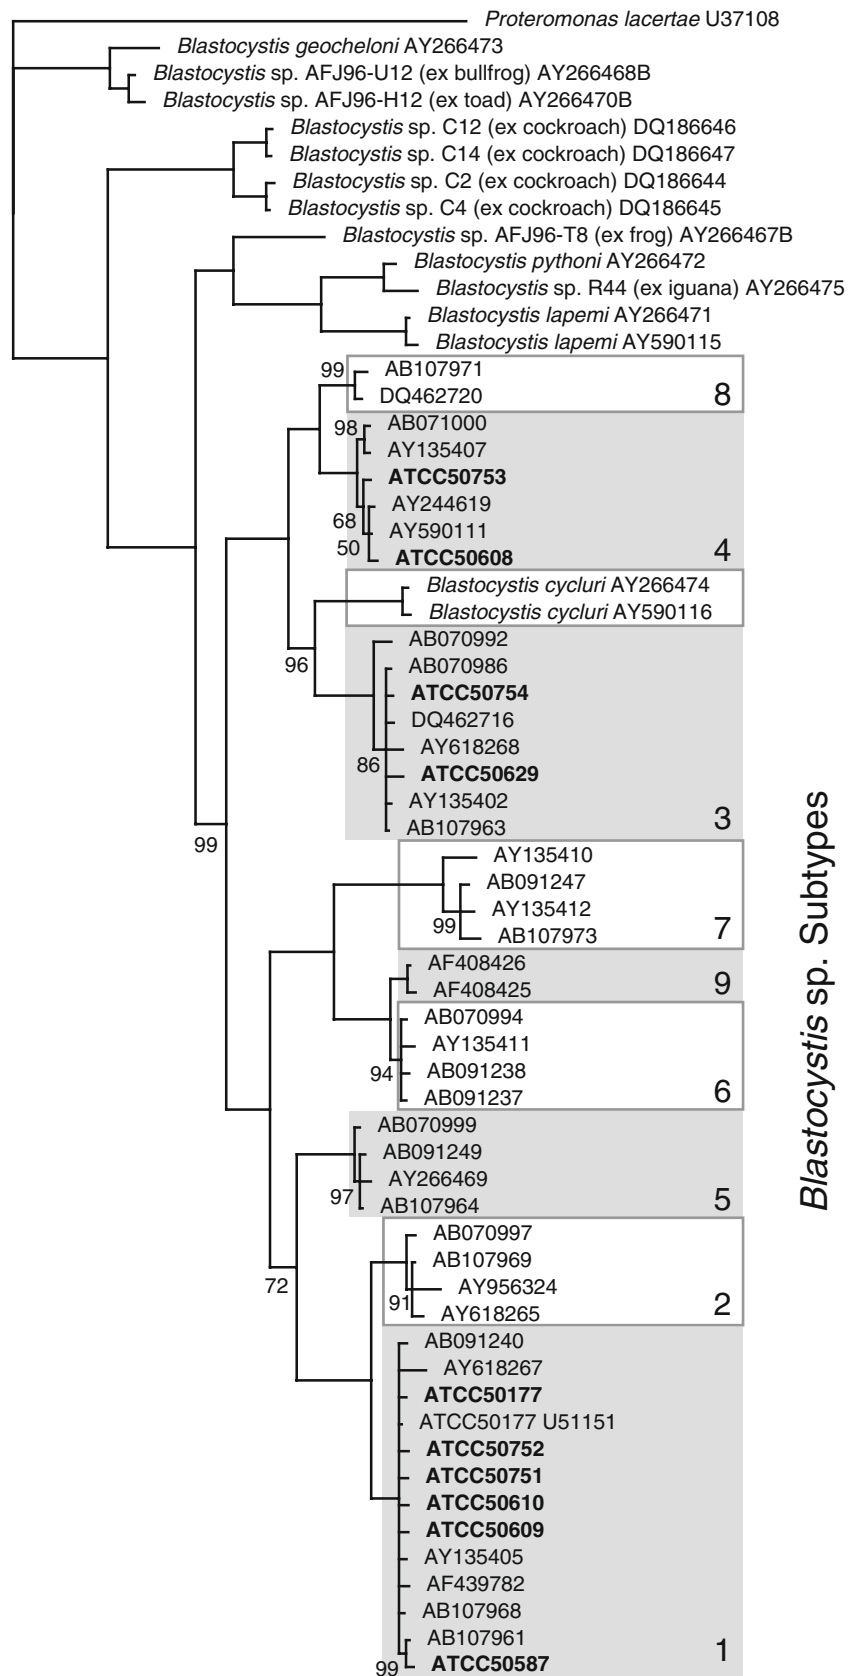 Proteromonas lacertae U37108
Blastocystis geocheloni AY266473
Blastocystis sp. AFJ96-U12 (ex bullfrog) AY266468B
Blastocystis sp. AFJ96-H12 (ex toad) AY266470B
Blastocystis sp. C12 (ex cockroach) DQ186646
Blastocystis sp. C14 (ex cockroach) DQ186647
Blastocystis sp. C2 (ex cockroach) DQ186644
Blastocystis sp. C4 (ex cockroach) DQ186645
Blastocystis sp. AFJ96-T8 (ex frog) AY266467B
Blastocystis pythoni AY266472
Blastocystis sp. R44 (ex iguana) AY266475
Blastocystis lapemi AY266471
Blastocystis lapemi AY590115
99
AB107971
DQ462720
8
98
AB071000
AY135407
ATCC50753
AY244619
68
AY590111
50
ATCC50608
4
Blastocystis cycluri AY266474
Blastocystis cycluri AY590116
96
AB070992
AB070986
ATCC50754
DQ462716
AY618268
86
ATCC50629
AY135402
AB107963
3
99
AY135410
AB091247
AY135412
99
AB107973
7
AF408426
AF408425
9
AB070994
AY135411
94
AB091238
AB091237
6
AB070999
AB091249
AY266469
97
AB107964
5
72
AB070997
AB107969
AY956324
91
AY618265
2
AB091240
AY618267
ATCC50177
ATCC50177 U51151
ATCC50752
ATCC50751
ATCC50610
ATCC50609
AY135405
AF439782
AB107968
AB107961
99
ATCC50587
1
Blastocystis sp. Subtypes